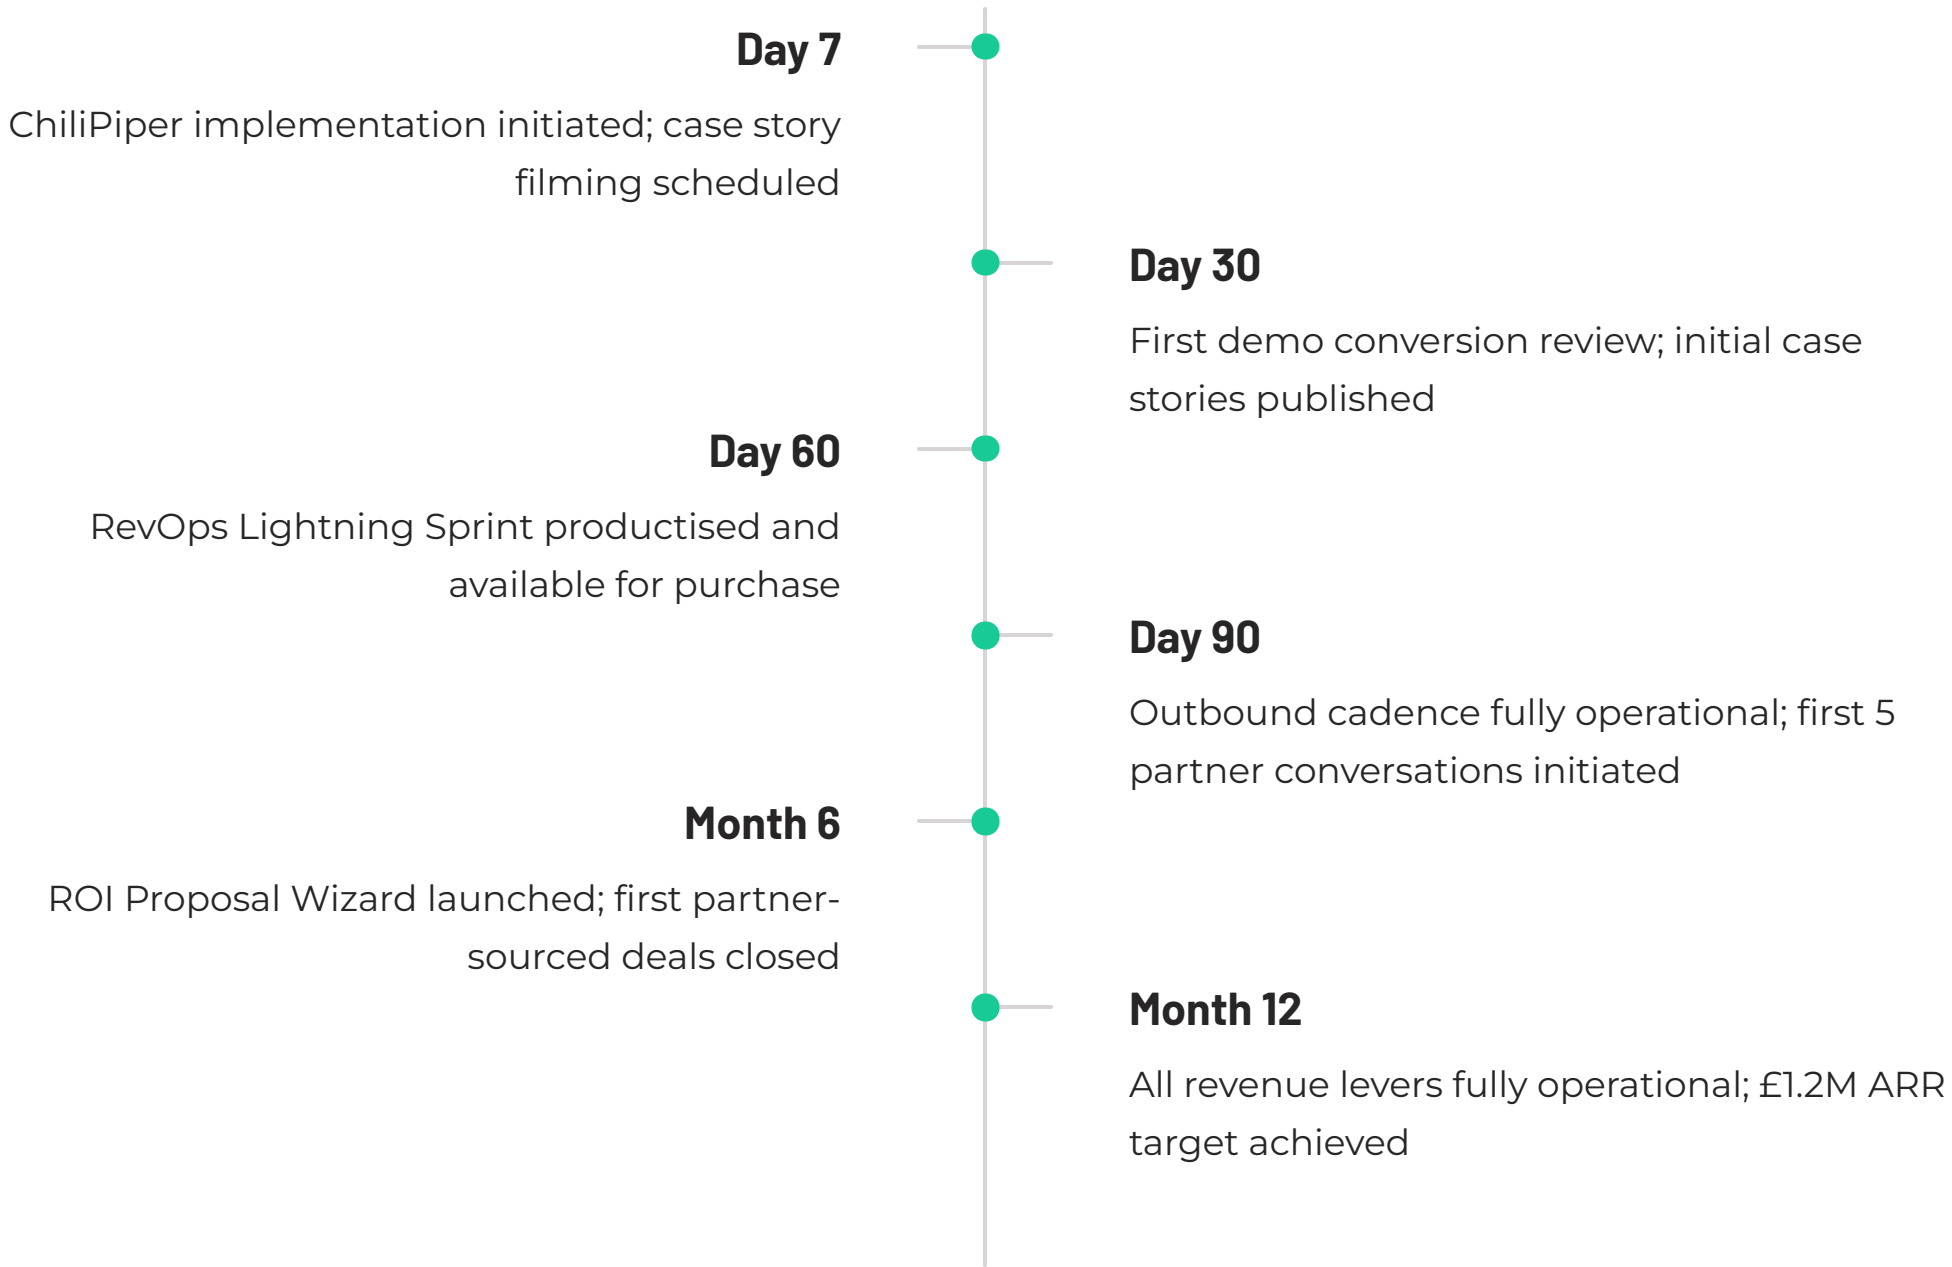 Day 7
ChiliPiper implementation initiated; case story
filming scheduled
Day 30
First demo conversion review; initial case
stories published
Day 60
RevOps Lightning Sprint productised and
available for purchase
Day 90
Outbound cadence fully operational; first 5
partner conversations initiated
Month 6
ROI Proposal Wizard launched; first partner-
sourced deals closed
Month 12
All revenue levers fully operational; £1.2M ARR
target achieved